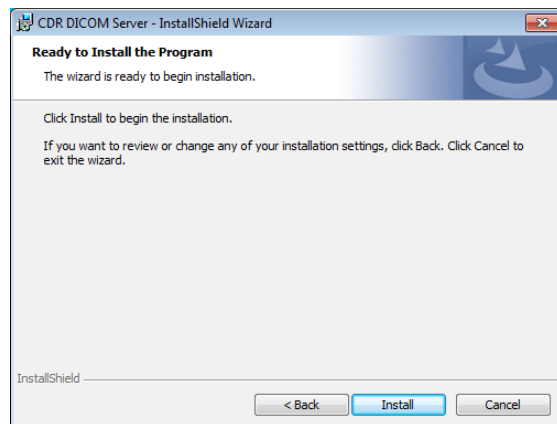 CDR DICOM Server - InstallShield Wizard
Ready to Install the Program
The wizard is ready to begin installation.
Click Install to begin the installation.
If you want to review or change any of your installation settings, click Back. Click Cancel to
exit the wizard.
InstallShield
< Back Install Cancel